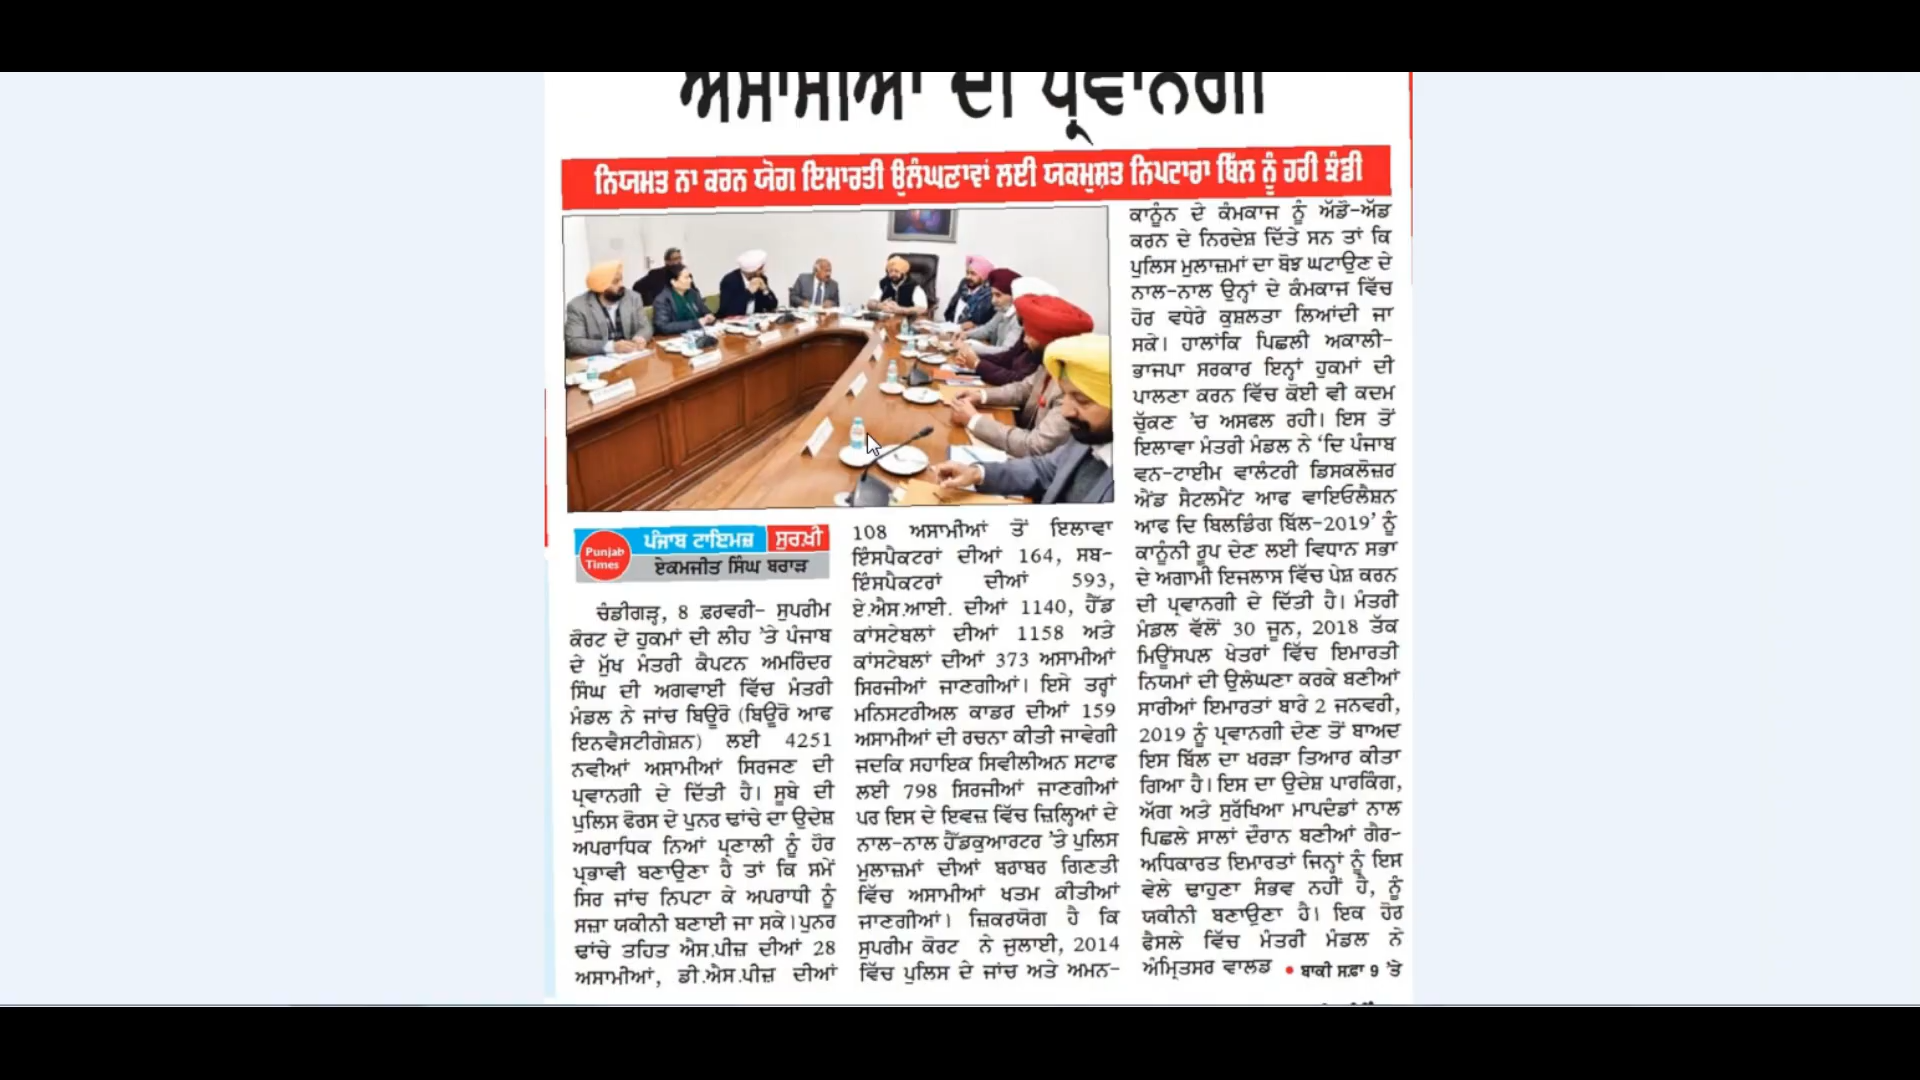 ਅਸਾਮੀਆਂ ਦੀ ਪ੍ਰਵਾਨਗੀ
ਨਿਯਮਤ ਨਾ ਕਰਨ ਯੋਗ ਇਮਾਰਤੀ ਉਲੰਘਣਾਵਾਂ ਲਈ ਯਕਮੁਸ਼ਤ ਨਿਪਟਾਰਾ ਬਿੱਲ ਨੂੰ ਹਰੀ ਝੰਡੀ
Punjab
Times
ਪੰਜਾਬ ਟਾਇਮਜ਼ ਸੁਰਖ਼ੀ
ਏਕਮਜੀਤ ਸਿੰਘ ਬਰਾੜ
ਚੰਡੀਗੜ੍ਹ, 8 ਫ਼ਰਵਰੀ- ਸੁਪਰੀਮ
ਕੋਰਟ ਦੇ ਹੁਕਮਾਂ ਦੀ ਲੀਹ 'ਤੇ ਪੰਜਾਬ
ਦੇ ਮੁੱਖ ਮੰਤਰੀ ਕੈਪਟਨ ਅਮਰਿੰਦਰ
ਸਿੰਘ ਦੀ ਅਗਵਾਈ ਵਿੱਚ ਮੰਤਰੀ
ਮੰਡਲ ਨੇ ਜਾਂਚ ਬਿਊਰੋ (ਬਿਊਰੋ ਆਫ
ਇਨਵੈਸਟੀਗੇਸ਼ਨ) ਲਈ 4251
ਨਵੀਆਂ ਅਸਾਮੀਆਂ ਸਿਰਜਣ ਦੀ
ਪ੍ਰਵਾਨਗੀ ਦੇ ਦਿੱਤੀ ਹੈ। ਸੂਬੇ ਦੀ
ਪੁਲਿਸ ਫੋਰਸ ਦੇ ਪੁਨਰ ਢਾਂਚੇ ਦਾ ਉਦੇਸ਼
ਅਪਰਾਧਿਕ ਨਿਆਂ ਪ੍ਰਣਾਲੀ ਨੂੰ ਹੋਰ
ਪ੍ਰਭਾਵੀ ਬਣਾਉਣਾ ਹੈ ਤਾਂ ਕਿ ਸਮੇਂ
ਸਿਰ ਜਾਂਚ ਨਿਪਟਾ ਕੇ ਅਪਰਾਧੀ ਨੂੰ
ਸਜ਼ਾ ਯਕੀਨੀ ਬਣਾਈ ਜਾ ਸਕੇ।ਪੁਨਰ
ਢਾਂਚੇ ਤਹਿਤ ਐਸ.ਪੀਜ਼ ਦੀਆਂ 28
ਅਸਾਮੀਆਂ, ਡੀ.ਐਸ.ਪੀਜ਼ ਦੀਆਂ
108 ਅਸਾਮੀਆਂ ਤੋਂ ਇਲਾਵਾ
ਇੰਸਪੈਕਟਰਾਂ ਦੀਆਂ 164, ਸਬ-
ਇੰਸਪੈਕਟਰਾਂ ਦੀਆਂ 593,
ਏ.ਐਸ.ਆਈ. ਦੀਆਂ 1140, ਹੈੱਡ
ਕਾਂਸਟੇਬਲਾਂ ਦੀਆਂ 1158 ਅਤੇ
ਕਾਂਸਟੇਬਲਾਂ ਦੀਆਂ 373 ਅਸਾਮੀਆਂ
ਸਿਰਜੀਆਂ ਜਾਣਗੀਆਂ। ਇਸੇ ਤਰ੍ਹਾਂ
ਮਨਿਸਟਰੀਅਲ ਕਾਡਰ ਦੀਆਂ 159
ਅਸਾਮੀਆਂ ਦੀ ਰਚਨਾ ਕੀਤੀ ਜਾਵੇਗੀ
ਜਦਕਿ ਸਹਾਇਕ ਸਿਵੀਲੀਅਨ ਸਟਾਫ
ਲਈ 798 ਸਿਰਜੀਆਂ ਜਾਣਗੀਆਂ
ਪਰ ਇਸ ਦੇ ਇਵਜ਼ ਵਿੱਚ ਜ਼ਿਲ੍ਹਿਆਂ ਦੇ
ਨਾਲ-ਨਾਲ ਹੈੱਡਕੁਆਰਟਰ 'ਤੇ ਪੁਲਿਸ
ਮੁਲਾਜ਼ਮਾਂ ਦੀਆਂ ਬਰਾਬਰ ਗਿਣਤੀ
ਵਿੱਚ ਅਸਾਮੀਆਂ ਖਤਮ ਕੀਤੀਆਂ
ਜਾਣਗੀਆਂ। ਜ਼ਿਕਰਯੋਗ ਹੈ ਕਿ
ਸੁਪਰੀਮ ਕੋਰਟ ਨੇ ਜੁਲਾਈ, 2014
ਵਿੱਚ ਪੁਲਿਸ ਦੇ ਜਾਂਚ ਅਤੇ ਅਮਨ-
ਕਾਨੂੰਨ ਦੇ ਕੰਮਕਾਜ ਨੂੰ ਅੱਡੋ-ਅੱਡ
ਕਰਨ ਦੇ ਨਿਰਦੇਸ਼ ਦਿੱਤੇ ਸਨ ਤਾਂ ਕਿ
ਪੁਲਿਸ ਮੁਲਾਜ਼ਮਾਂ ਦਾ ਬੋਝ ਘਟਾਉਣ ਦੇ
ਨਾਲ-ਨਾਲ ਉਨ੍ਹਾਂ ਦੇ ਕੰਮਕਾਜ ਵਿੱਚ
ਹੋਰ ਵਧੇਰੇ ਕੁਸ਼ਲਤਾ ਲਿਆਂਦੀ ਜਾ
ਸਕੇ। ਹਾਲਾਂਕਿ ਪਿਛਲੀ ਅਕਾਲੀ-
ਭਾਜਪਾ ਸਰਕਾਰ ਇਨ੍ਹਾਂ ਹੁਕਮਾਂ ਦੀ
ਪਾਲਣਾ ਕਰਨ ਵਿੱਚ ਕੋਈ ਵੀ ਕਦਮ
ਚੁੱਕਣ 'ਚ ਅਸਫਲ ਰਹੀ। ਇਸ ਤੋਂ
ਇਲਾਵਾ ਮੰਤਰੀ ਮੰਡਲ ਨੇ 'ਦਿ ਪੰਜਾਬ
ਵਨ-ਟਾਈਮ ਵਾਲੰਟਰੀ ਡਿਸਕਲੋਜ਼ਰ
ਐਂਡ ਸੈਟਲਮੈਂਟ ਆਫ ਵਾਇਓਲੈਸ਼ਨ
ਆਫ ਦਿ ਬਿਲਡਿੰਗ ਬਿੱਲ-2019' ਨੂੰ
ਕਾਨੂੰਨੀ ਰੂਪ ਦੇਣ ਲਈ ਵਿਧਾਨ ਸਭਾ
ਦੇ ਅਗਾਮੀ ਇਜਲਾਸ ਵਿੱਚ ਪੇਸ਼ ਕਰਨ
ਦੀ ਪ੍ਰਵਾਨਗੀ ਦੇ ਦਿੱਤੀ ਹੈ। ਮੰਤਰੀ
ਮੰਡਲ ਵੱਲੋਂ 30 ਜੂਨ, 2018 ਤੱਕ
ਮਿਊਂਸਪਲ ਖੇਤਰਾਂ ਵਿੱਚ ਇਮਾਰਤੀ
ਨਿਯਮਾਂ ਦੀ ਉਲੰਘਣਾ ਕਰਕੇ ਬਣੀਆਂ
ਸਾਰੀਆਂ ਇਮਾਰਤਾਂ ਬਾਰੇ 2 ਜਨਵਰੀ,
2019 ਨੂੰ ਪ੍ਰਵਾਨਗੀ ਦੇਣ ਤੋਂ ਬਾਅਦ
ਇਸ ਬਿੱਲ ਦਾ ਖਰੜਾ ਤਿਆਰ ਕੀਤਾ
ਗਿਆ ਹੈ।ਇਸ ਦਾ ਉਦੇਸ਼ ਪਾਰਕਿੰਗ,
ਅੱਗ ਅਤੇ ਸੁਰੱਖਿਆ ਮਾਪਦੰਡਾਂ ਨਾਲ
ਪਿਛਲੇ ਸਾਲਾਂ ਦੌਰਾਨ ਬਣੀਆਂ ਗੈਰ-
ਅਧਿਕਾਰਤ ਇਮਾਰਤਾਂ ਜਿਨ੍ਹਾਂ ਨੂੰ ਇਸ
ਵੇਲੇ ਢਾਹੁਣਾ ਸੰਭਵ ਨਹੀਂ ਹੈ, ਨੂੰ
ਯਕੀਨੀ ਬਣਾਉਣਾ ਹੈ। ਇਕ ਹੋਰ
ਫੈਸਲੇ ਵਿੱਚ ਮੰਤਰੀ ਮੰਡਲ ਨੇ
ਅੰਮ੍ਰਿਤਸਰ ਵਾਲਡ ● ਬਾਕੀ ਸਫ਼ਾ 9 'ਤੇ